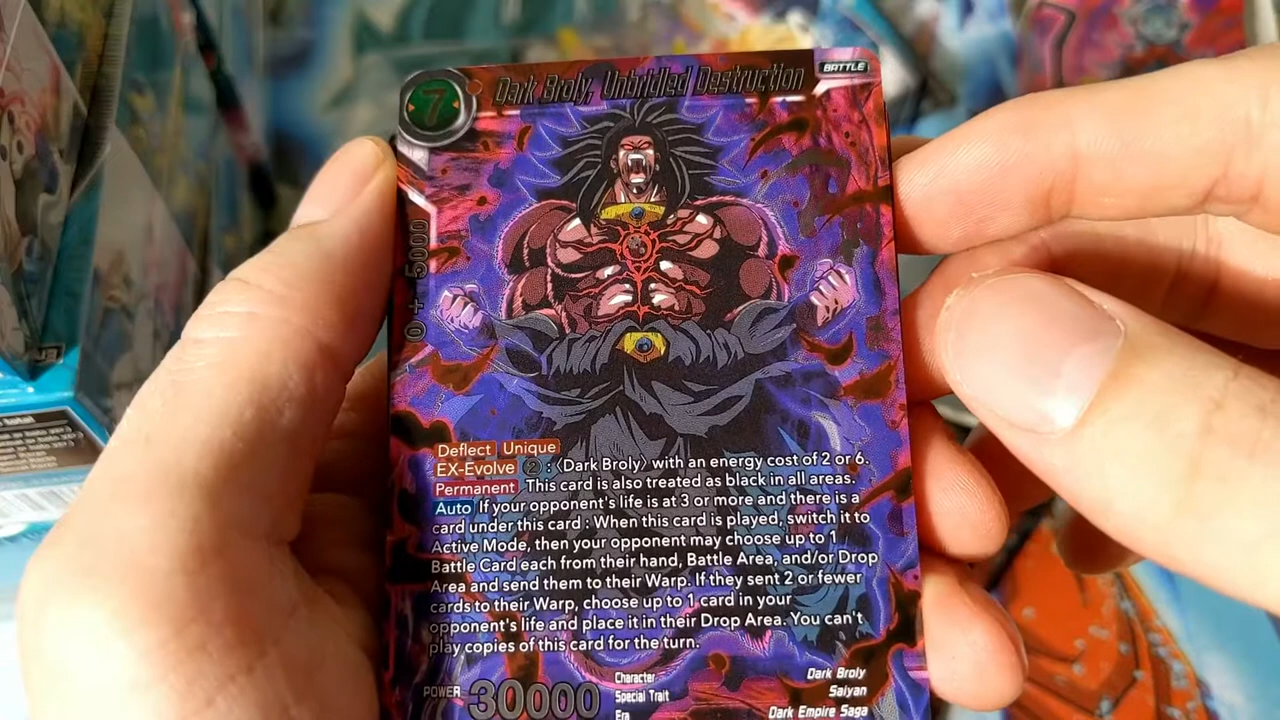 7
Dark Broly, Unbridled Destruction
BATTLE
0 + 5000
Deflect Unique
EX-Evolve ② : 〈Dark Broly〉 with an energy cost of 2 or 6.
Permanent This card is also treated as black in all areas.
Auto If your opponent's life is at 3 or more and there is a
card under this card : When this card is played, switch it to
Active Mode, then your opponent may choose up to 1
Battle Card each from their hand, Battle Area, and/or Drop
Area and send them to their Warp. If they sent 2 or fewer
cards to their Warp, choose up to 1 card in your
opponent's life and place it in their Drop Area. You can't
play copies of this card for the turn.
POWER 30000
Character Dark Broly
Special Trait Saiyan
Era Dark Empire Saga